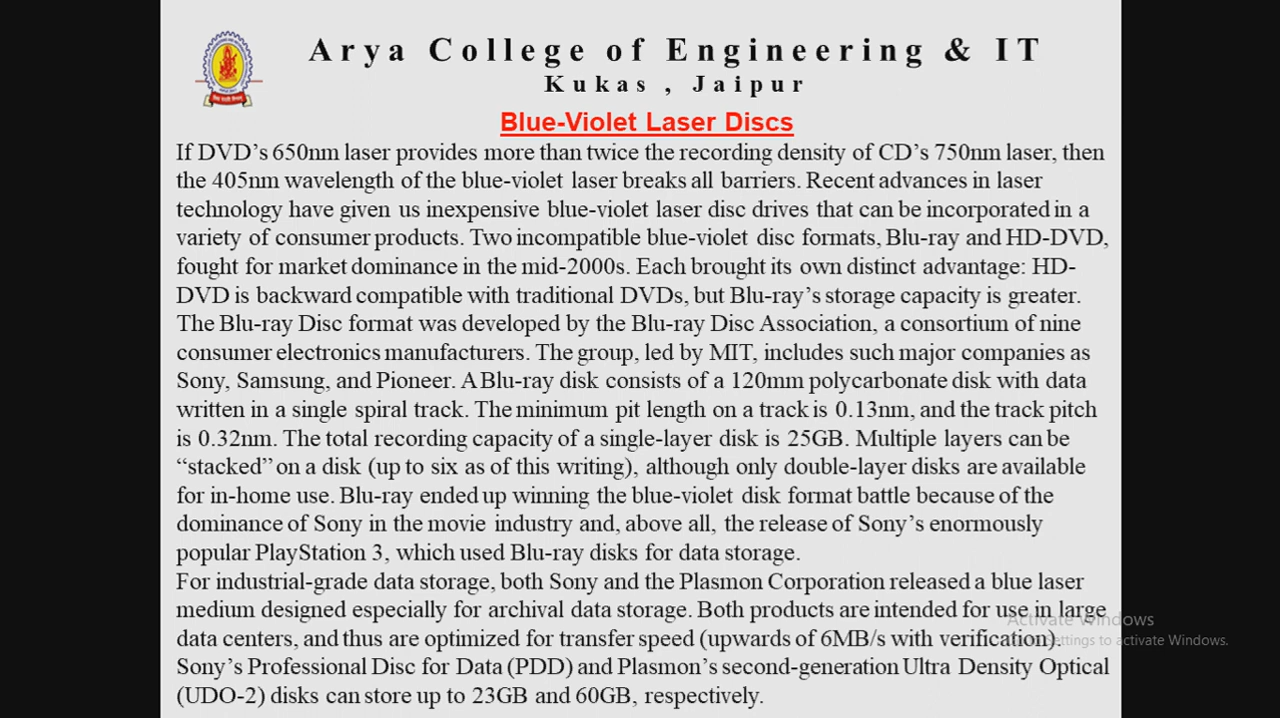 Arya College of Engineering & IT
Kukas , Jaipur
Blue-Violet Laser Discs
If DVD’s 650nm laser provides more than twice the recording density of CD’s 750nm laser, then
the 405nm wavelength of the blue-violet laser breaks all barriers. Recent advances in laser
technology have given us inexpensive blue-violet laser disc drives that can be incorporated in a
variety of consumer products. Two incompatible blue-violet disc formats, Blu-ray and HD-DVD,
fought for market dominance in the mid-2000s. Each brought its own distinct advantage: HD-
DVD is backward compatible with traditional DVDs, but Blu-ray’s storage capacity is greater.
The Blu-ray Disc format was developed by the Blu-ray Disc Association, a consortium of nine
consumer electronics manufacturers. The group, led by MIT, includes such major companies as
Sony, Samsung, and Pioneer. A Blu-ray disk consists of a 120mm polycarbonate disk with data
written in a single spiral track. The minimum pit length on a track is 0.13nm, and the track pitch
is 0.32nm. The total recording capacity of a single-layer disk is 25GB. Multiple layers can be
“stacked” on a disk (up to six as of this writing), although only double-layer disks are available
for in-home use. Blu-ray ended up winning the blue-violet disk format battle because of the
dominance of Sony in the movie industry and, above all, the release of Sony’s enormously
popular PlayStation 3, which used Blu-ray disks for data storage.
For industrial-grade data storage, both Sony and the Plasmon Corporation released a blue laser
medium designed especially for archival data storage. Both products are intended for use in large
data centers, and thus are optimized for transfer speed (upwards of 6MB/s with verification).
Sony’s Professional Disc for Data (PDD) and Plasmon’s second-generation Ultra Density Optical
(UDO-2) disks can store up to 23GB and 60GB, respectively.
Activate Windows
settings to activate Windows.